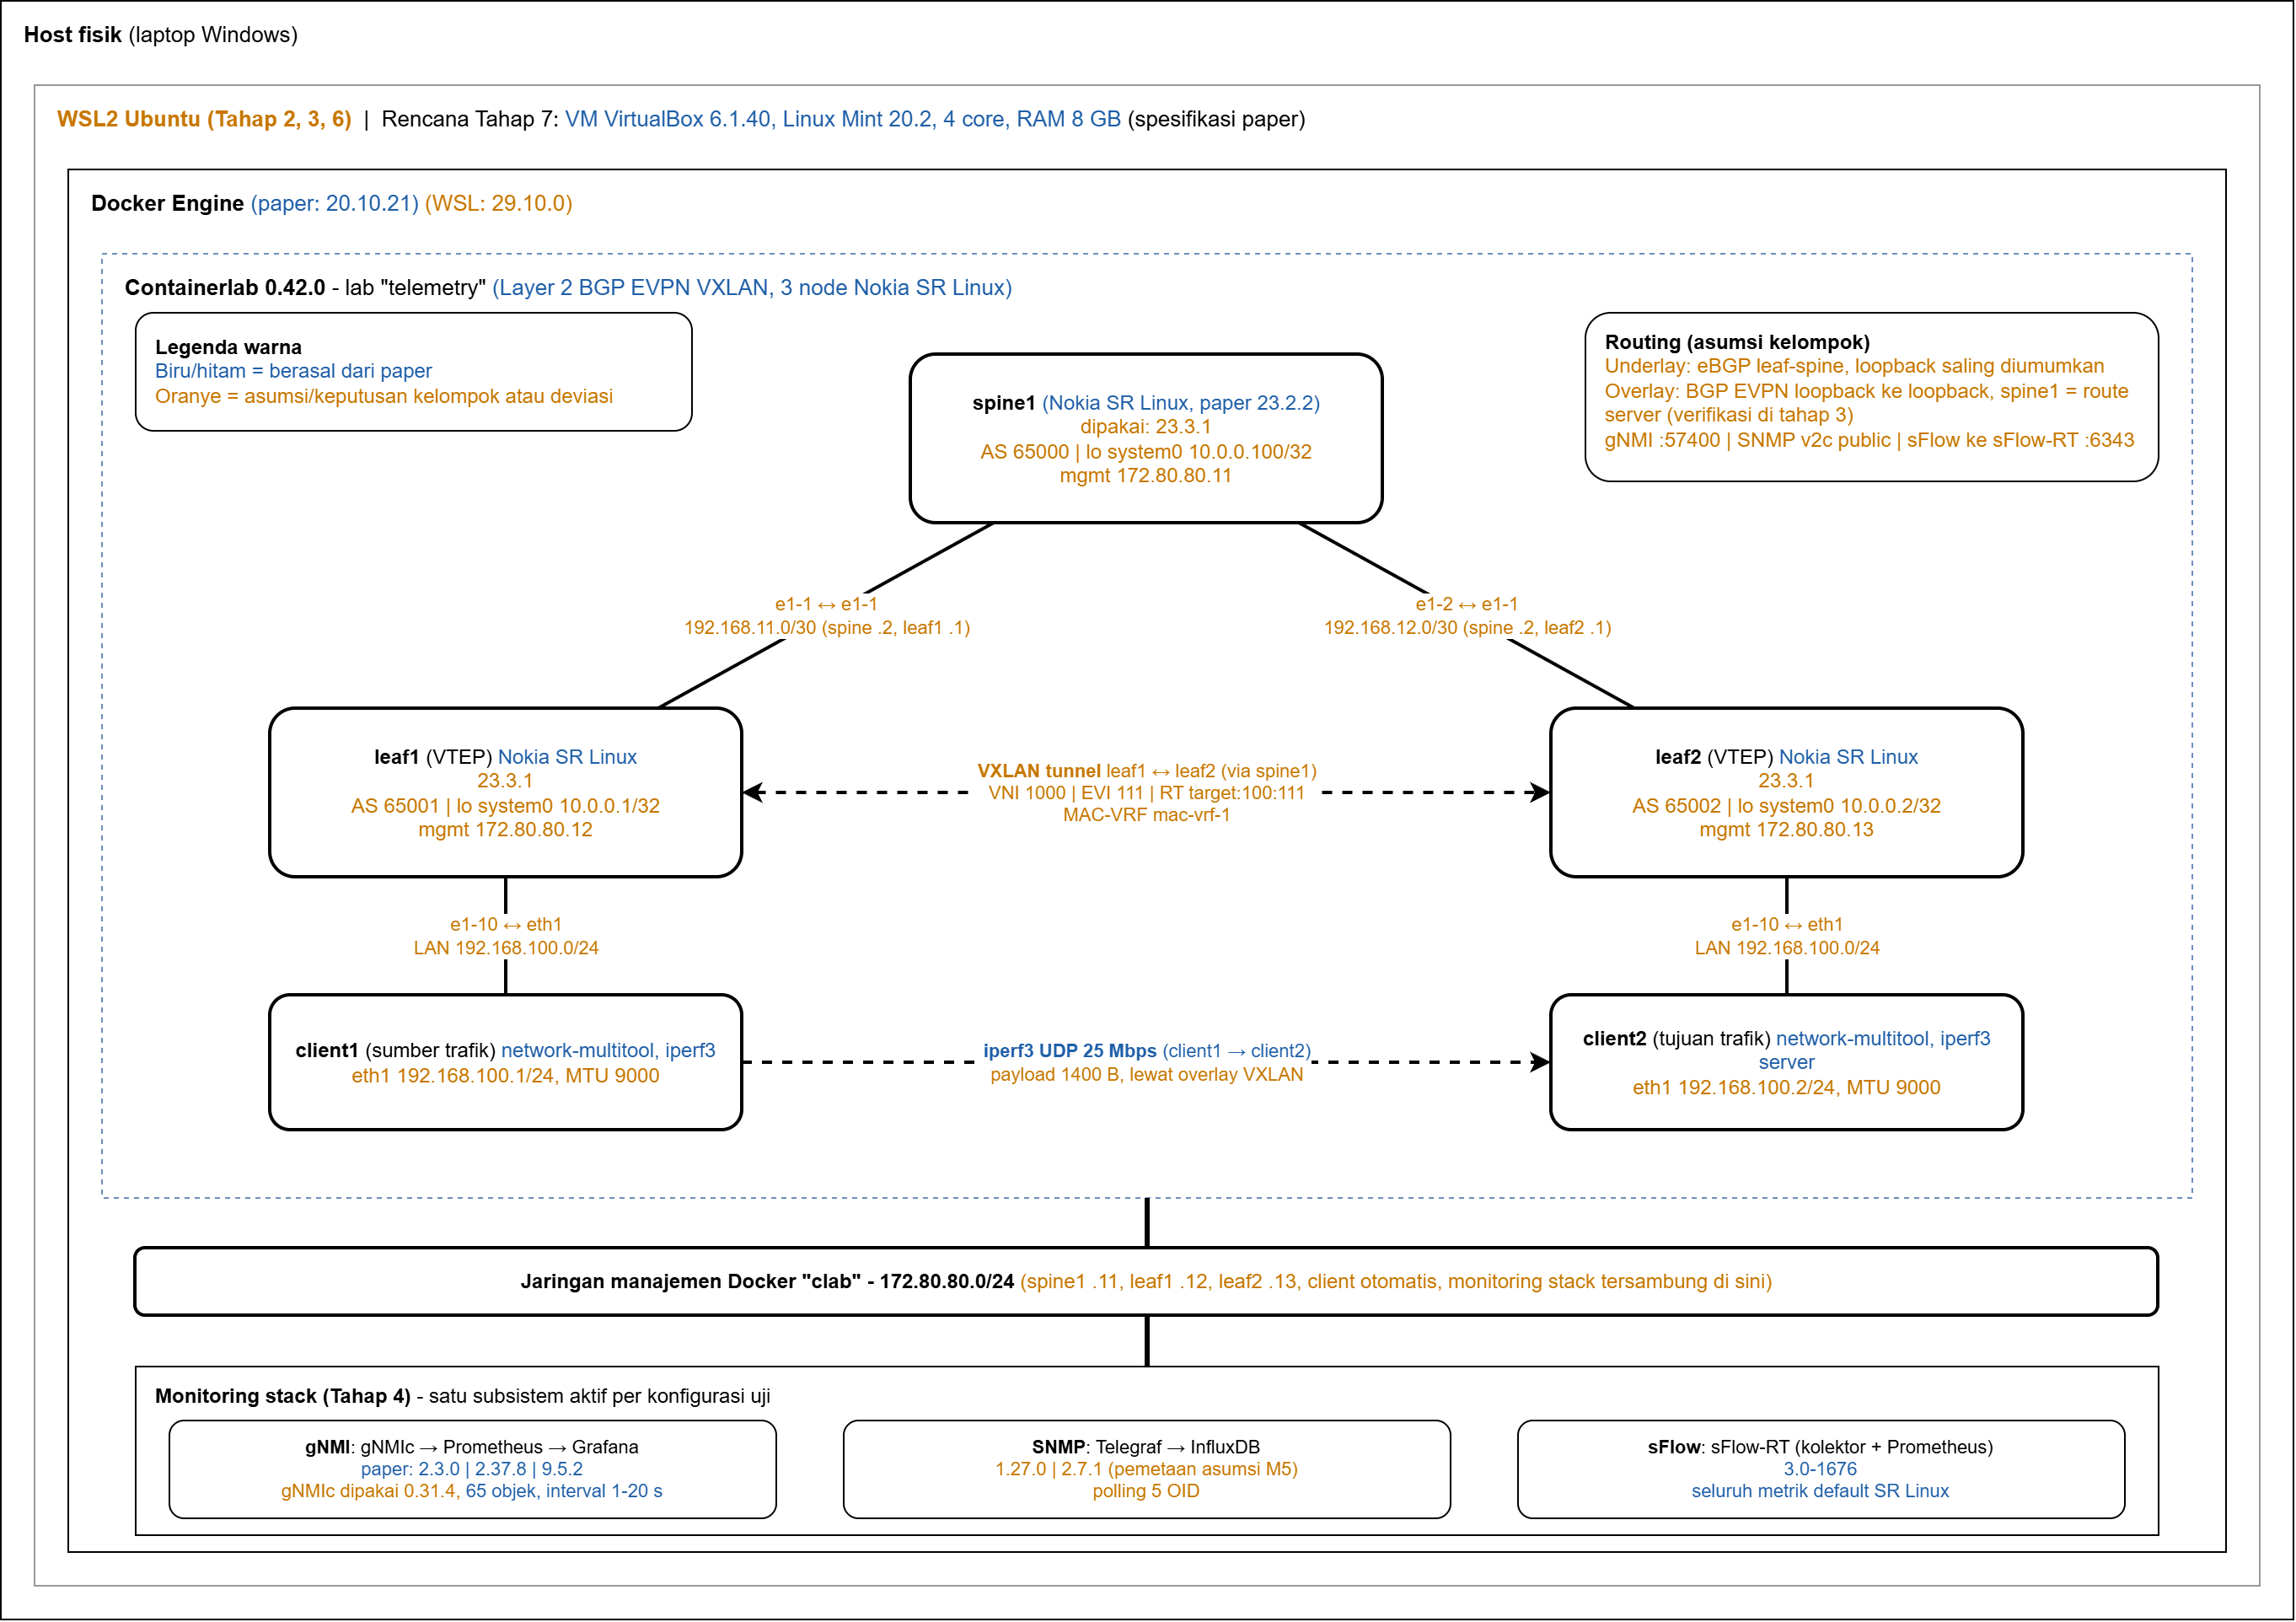 Host fisik (laptop Windows)
WSL2 Ubuntu (Tahap 2, 3, 6) | Rencana Tahap 7: VM VirtualBox 6.1.40, Linux Mint 20.2, 4 core, RAM 8 GB (spesifikasi paper)
Docker Engine (paper: 20.10.21) (WSL: 29.10.0)
Containerlab 0.42.0 - lab "telemetry" (Layer 2 BGP EVPN VXLAN, 3 node Nokia SR Linux)
Legenda warna
Biru/hitam = berasal dari paper
Oranye = asumsi/keputusan kelompok atau deviasi
spine1 (Nokia SR Linux, paper 23.2.2)
dipakai: 23.3.1
AS 65000 | lo system0 10.0.0.100/32
mgmt 172.80.80.11
Routing (asumsi kelompok)
Underlay: eBGP leaf-spine, loopback saling diumumkan
Overlay: BGP EVPN loopback ke loopback, spine1 = route
server (verifikasi di tahap 3)
gNMI :57400 | SNMP v2c public | sFlow ke sFlow-RT :6343
e1-1 ↔ e1-1
192.168.11.0/30 (spine .2, leaf1 .1)
e1-2 ↔ e1-1
192.168.12.0/30 (spine .2, leaf2 .1)
leaf1 (VTEP) Nokia SR Linux
23.3.1
AS 65001 | lo system0 10.0.0.1/32
mgmt 172.80.80.12
VXLAN tunnel leaf1 ↔ leaf2 (via spine1)
VNI 1000 | EVI 111 | RT target:100:111
MAC-VRF mac-vrf-1
leaf2 (VTEP) Nokia SR Linux
23.3.1
AS 65002 | lo system0 10.0.0.2/32
mgmt 172.80.80.13
e1-10 ↔ eth1
LAN 192.168.100.0/24
e1-10 ↔ eth1
LAN 192.168.100.0/24
client1 (sumber trafik) network-multitool, iperf3
eth1 192.168.100.1/24, MTU 9000
iperf3 UDP 25 Mbps (client1 → client2)
payload 1400 B, lewat overlay VXLAN
client2 (tujuan trafik) network-multitool, iperf3
server
eth1 192.168.100.2/24, MTU 9000
Jaringan manajemen Docker "clab" - 172.80.80.0/24 (spine1 .11, leaf1 .12, leaf2 .13, client otomatis, monitoring stack tersambung di sini)
Monitoring stack (Tahap 4) - satu subsistem aktif per konfigurasi uji
gNMI: gNMIc → Prometheus → Grafana
paper: 2.3.0 | 2.37.8 | 9.5.2
gNMIc dipakai 0.31.4, 65 objek, interval 1-20 s
SNMP: Telegraf → InfluxDB
1.27.0 | 2.7.1 (pemetaan asumsi M5)
polling 5 OID
sFlow: sFlow-RT (kolektor + Prometheus)
3.0-1676
seluruh metrik default SR Linux